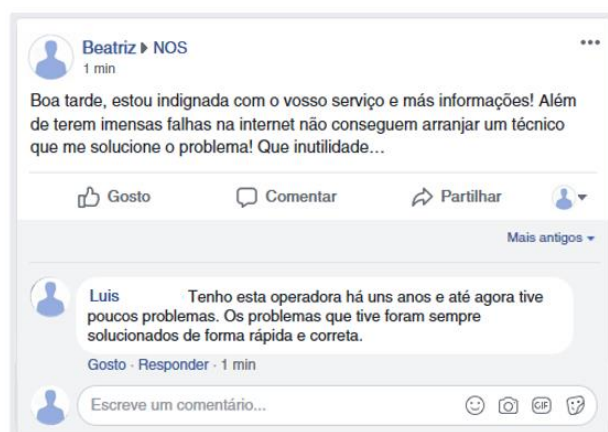 Beatriz NOS
1 min
Boa tarde, estou indignada com o vosso serviço e más informações! Além
de terem imensas falhas na internet não conseguem arranjar um técnico
que me solucione o problema! Que inutilidade…
Gosto Comentar Partilhar
Mais antigos
Luis Tenho esta operadora há uns anos e até agora tive
poucos problemas. Os problemas que tive foram sempre
solucionados de forma rápida e correta.
Gosto · Responder · 1 min
Escreve um comentário... GIF